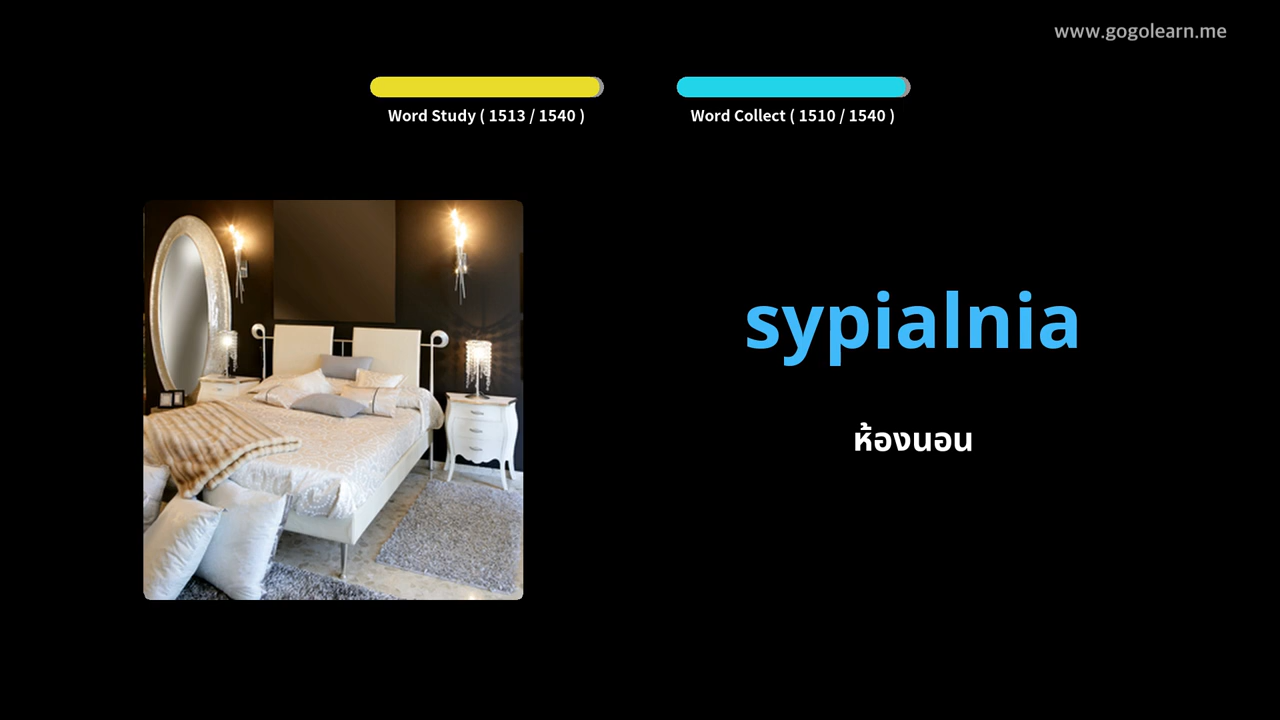 www.gogolearn.me
Word Study ( 1513 / 1540 )
Word Collect ( 1510 / 1540 )
sypialnia
ห้องนอน